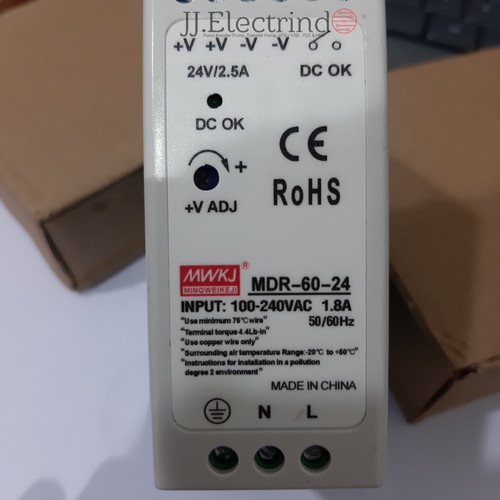 JJ.Electrindo
+V +V -V -V
24V/2.5A DC OK
DC OK
+
+V ADJ
CE
RoHS
MWKJ ®
MINGWEIKEJI
MDR-60-24
INPUT: 100-240VAC 1.8A
50/60Hz
"Use minimum 75℃ wire"
"Terminal torque 4.4Lb-in"
"Use copper wire only"
"Surrounding air temperature Range:-20℃ to +60℃"
"Instructions for installation in a pollution
degree 2 environment"
MADE IN CHINA
N L